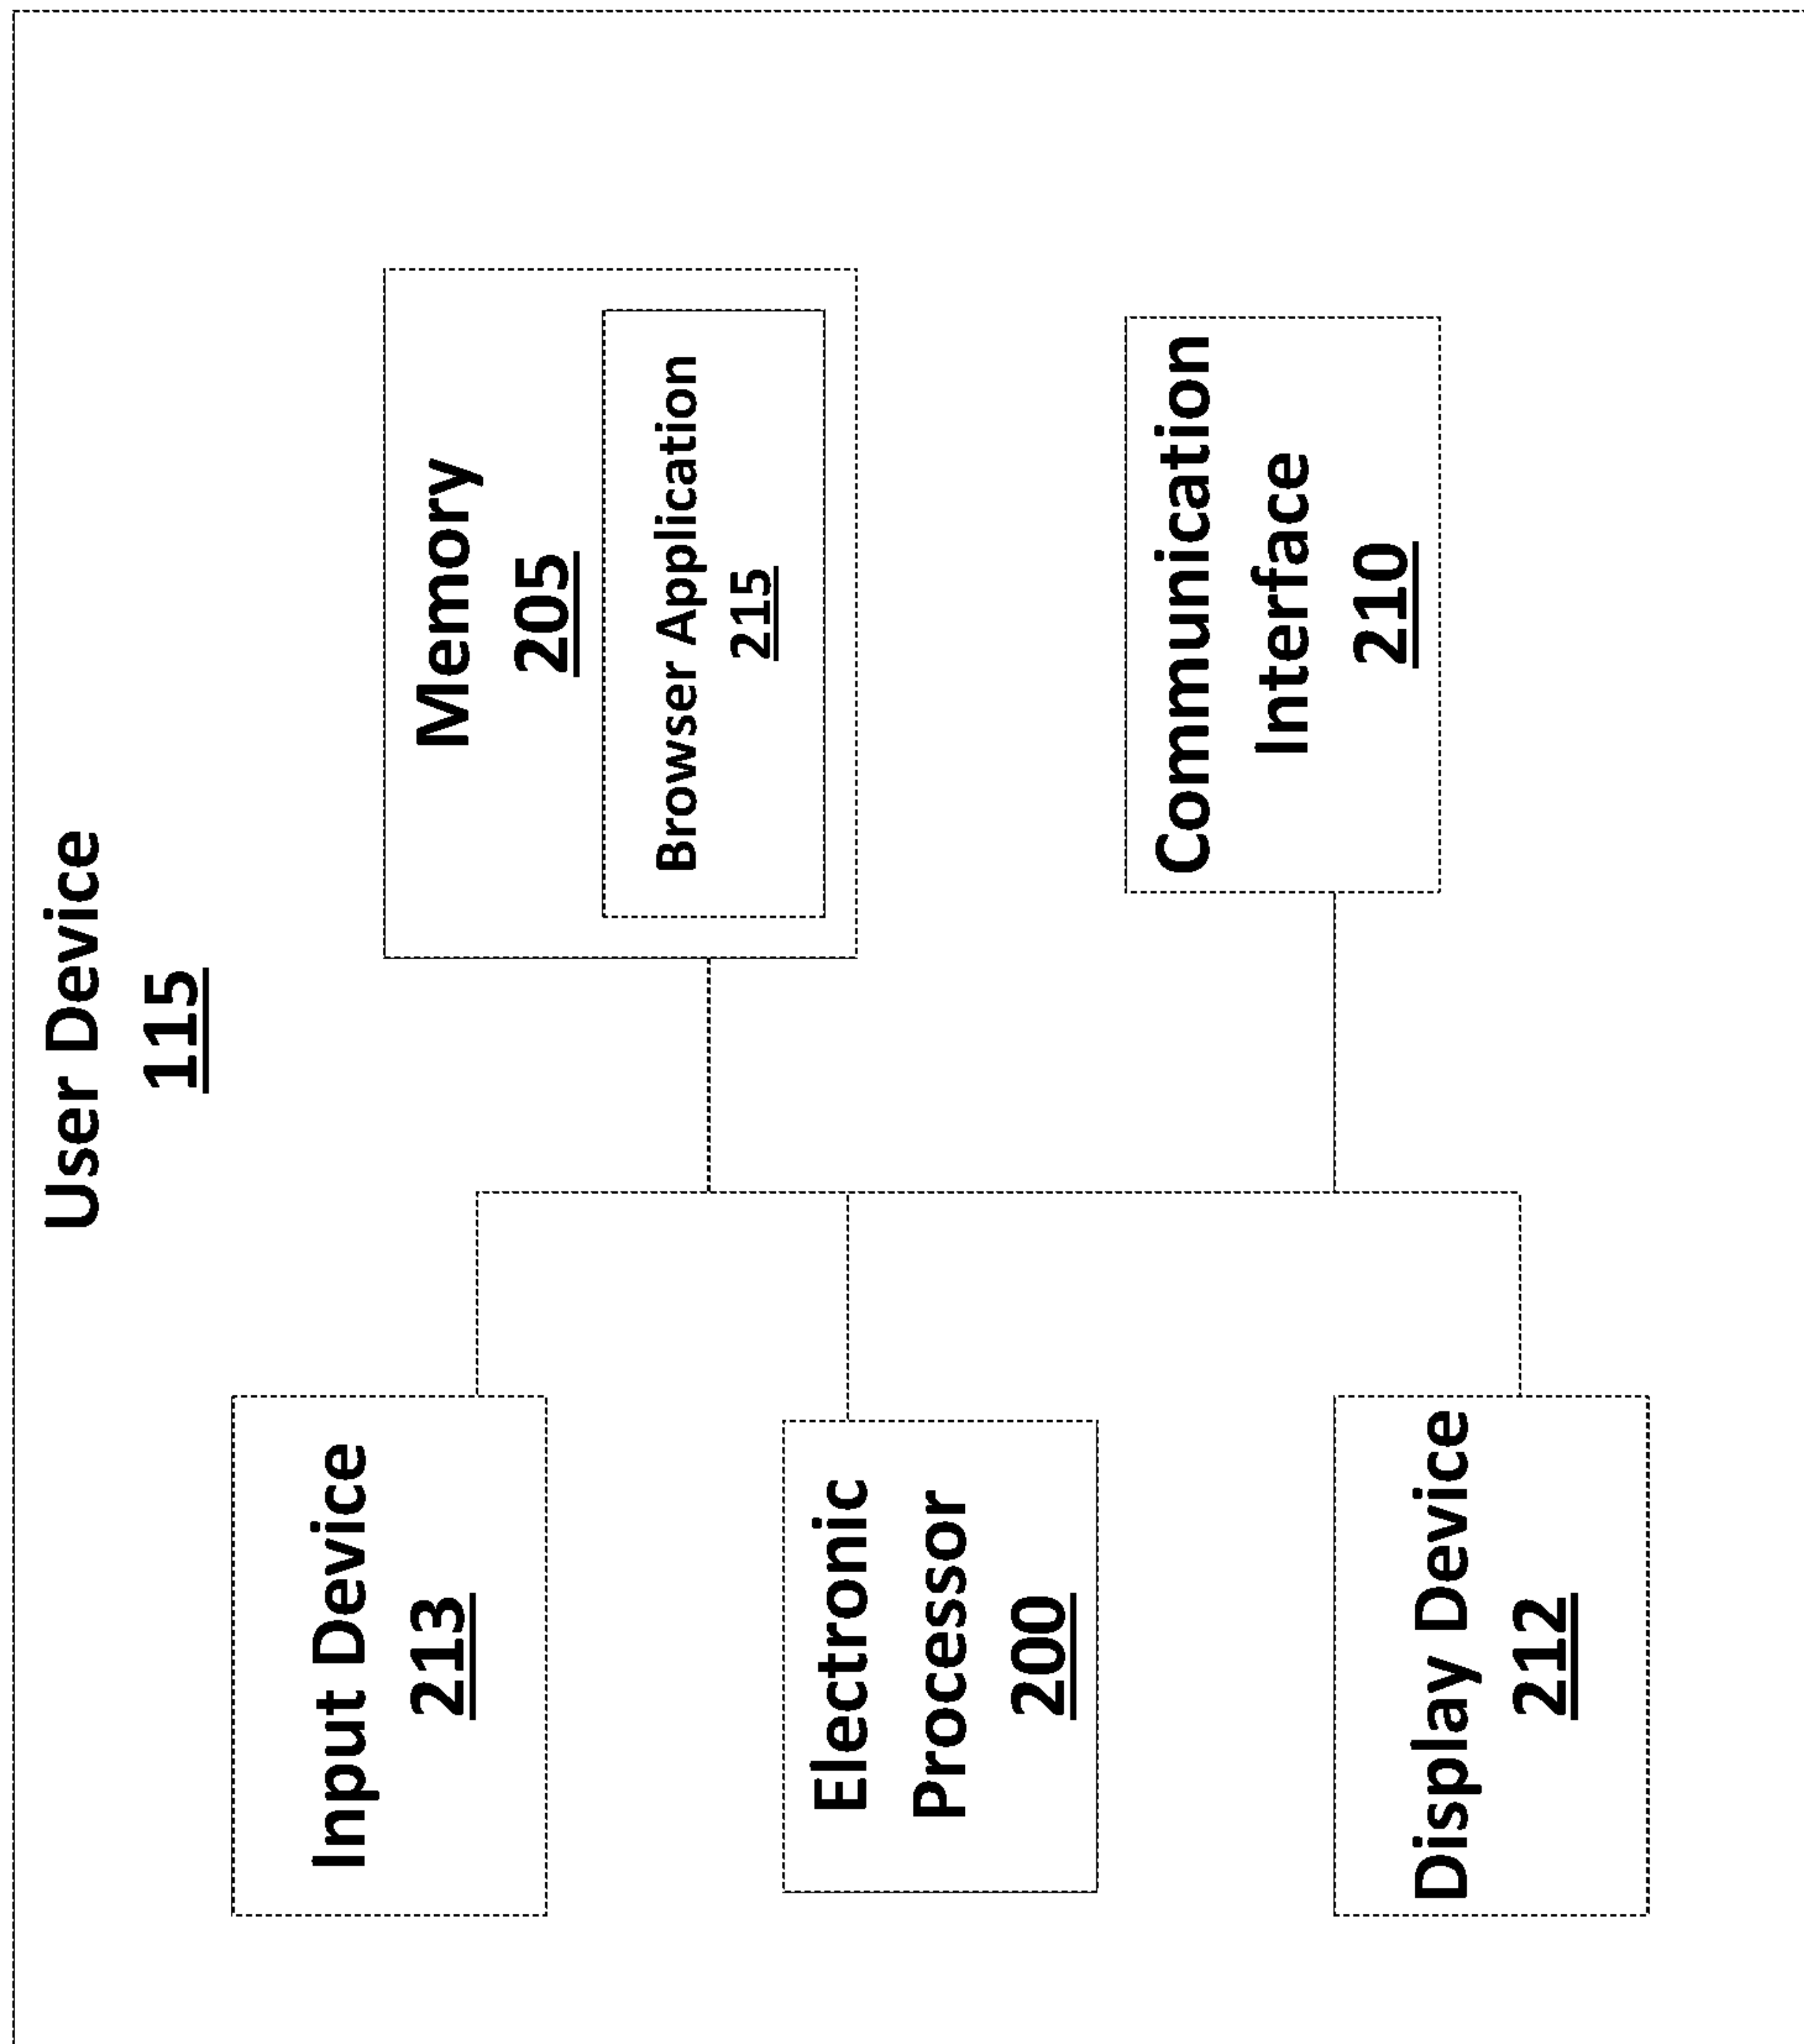 User Device
115
Input Device
213
Electronic
Processor
200
Display Device
212
Memory
205
Browser Application
215
Communication
Interface
210